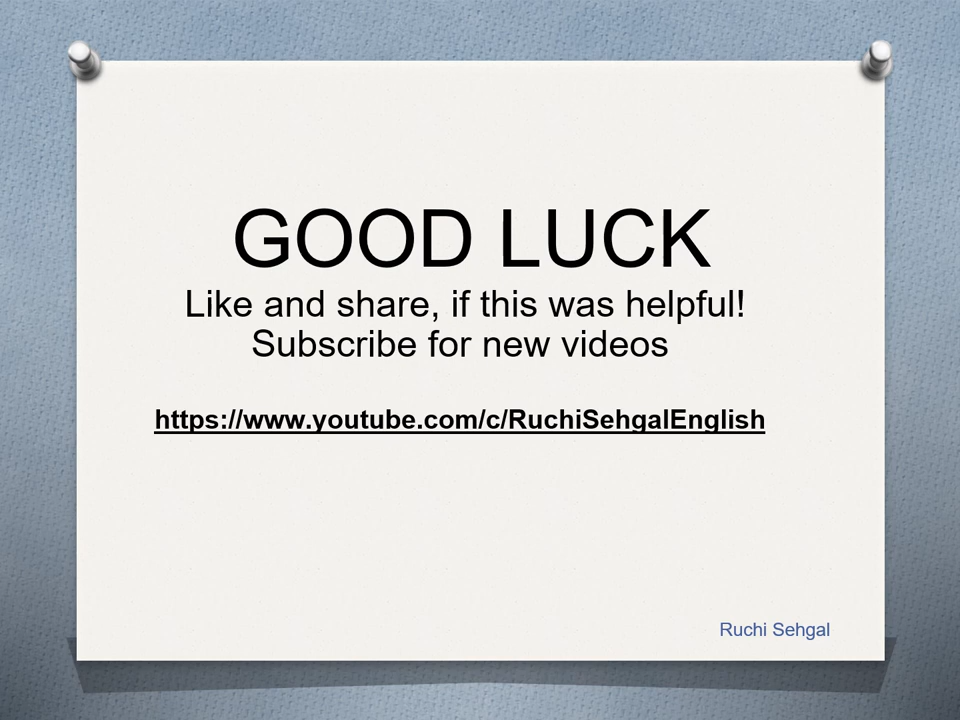 GOOD LUCK
Like and share, if this was helpful!
Subscribe for new videos
https://www.youtube.com/c/RuchiSehgalEnglish
Ruchi Sehgal